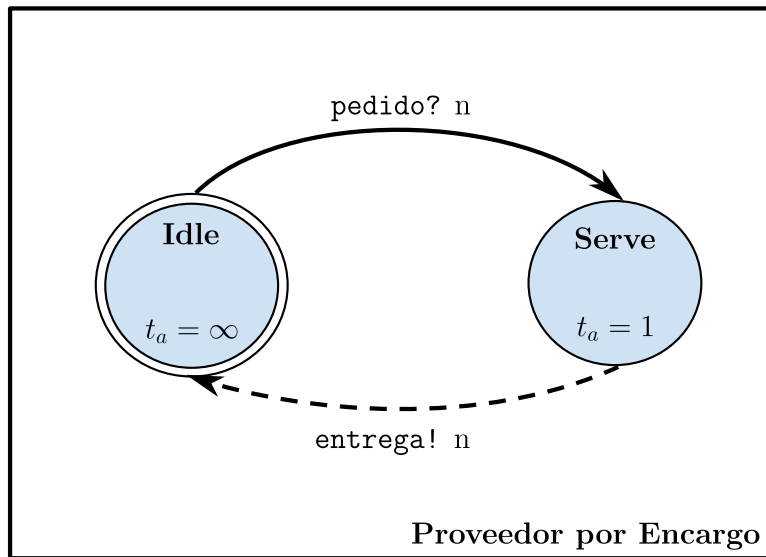 pedido? n
Idle
Serve
t_a = ∞
t_a = 1
entrega! n
Proveedor por Encargo